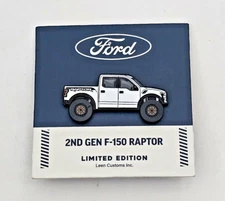 Ford
2ND GEN F-150 RAPTOR
LIMITED EDITION
Leen Customs Inc.